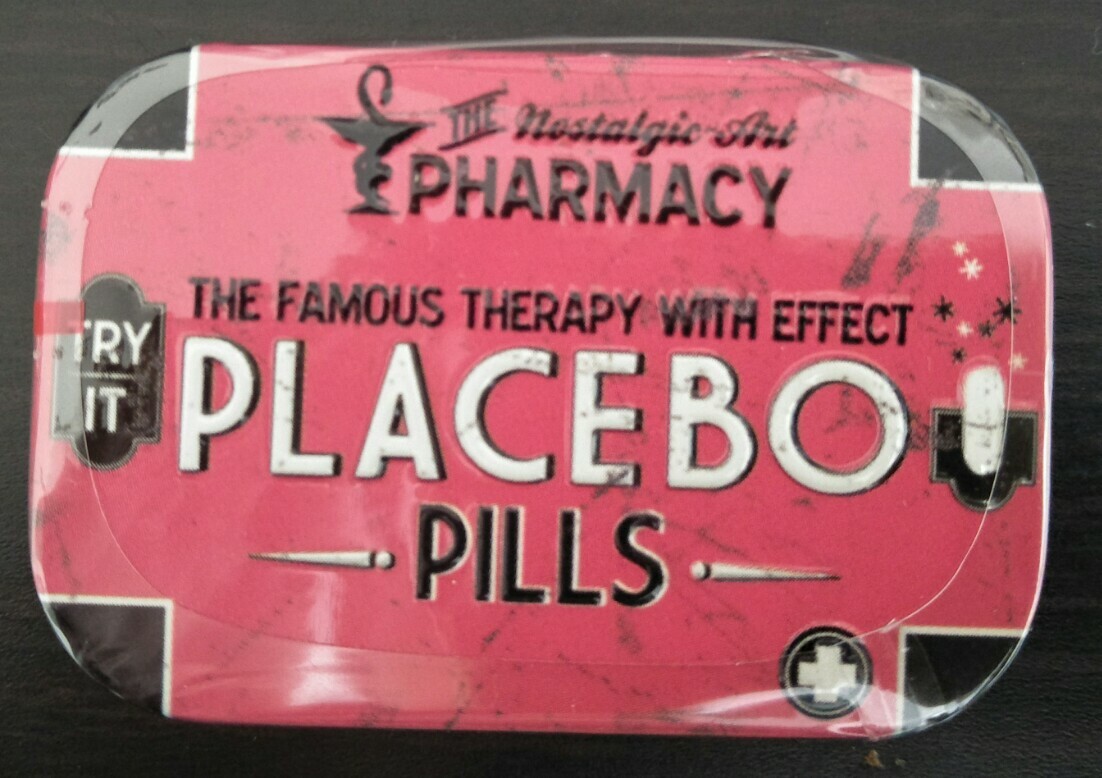 THE Nostalgic-Art
PHARMACY
THE FAMOUS THERAPY WITH EFFECT
TRY
IT
PLACEBO
PILLS